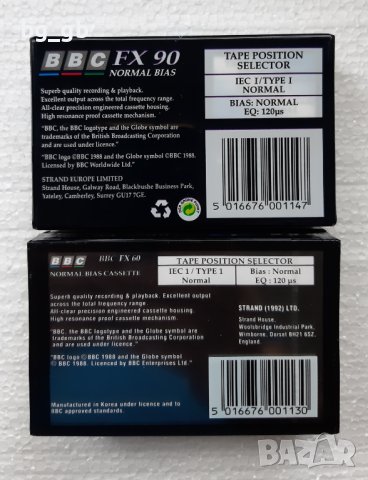 BBC FX 90
NORMAL BIAS
Superb quality recording & playback.
Excellent output across the total frequency range.
All-clear precision engineered cassette housing.
High resonance proof cassette mechanism.
"BBC, the BBC logotype and the Globe symbol are
trademarks of the British Broadcasting Corporation
and are used under licence."
"BBC logo ©BBC 1988 and the Globe symbol ©BBC 1988.
Licenced by BBC Worldwide Ltd."
STRAND EUROPE LIMITED
Strand House, Galway Road, Blackbushe Business Park,
Yateley, Camberley, Surrey GU17 7GE.
TAPE POSITION
SELECTOR
IEC I/TYPE I
NORMAL
BIAS: NORMAL
EQ: 120µs
5 016676 001147
BBC BBC FX 60
NORMAL BIAS CASSETTE
TAPE POSITION SELECTOR
IEC 1 / TYPE 1
Normal
Bias : Normal
EQ : 120 µs
Superb quality recording & playback. Excellent output
across the total frequency range.
All-clear precision engineered cassette housing.
High resonance proof cassette mechanism.
"BBC, the BBC logotype and the Globe symbol are
trademarks of the British Broadcasting Corporation
and are used under licence."
"BBC logo © BBC 1988 and the Globe symbol
© BBC 1988. Licenced by BBC Enterprises Ltd."
Manufactured in Korea under licence and to
BBC approved standards.
STRAND (1992) LTD.
Strand House,
Woolsbridge Industrial Park,
Wimborne, Dorset BH21 6SZ,
England.
5 016676 001130
BAZAR